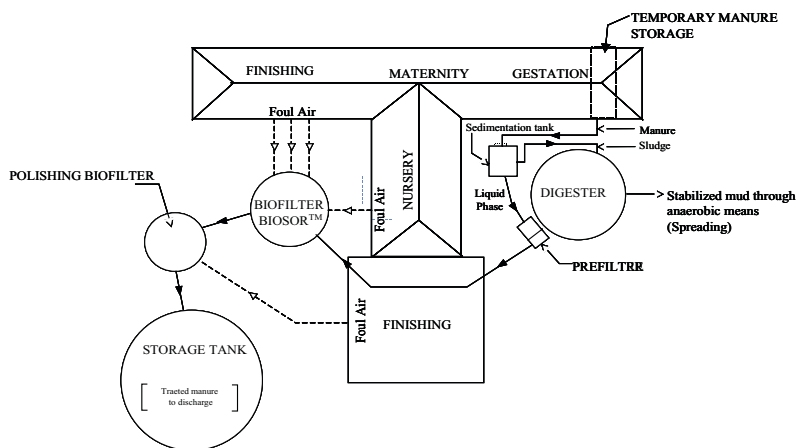 TEMPORARY MANURE
STORAGE
FINISHING
MATERNITY
GESTATION
Foul Air
Sedimentation tank
Manure
Sludge
POLISHING BIOFILTER
BIOFILTER
BIOSOR™
Foul Air
NURSERY
Liquid
Phase
DIGESTER
Stabilized mud through
anaerobic means
(Spreading)
PREFILTRR
Foul Air
FINISHING
STORAGE TANK
Traeted manure
to discharge